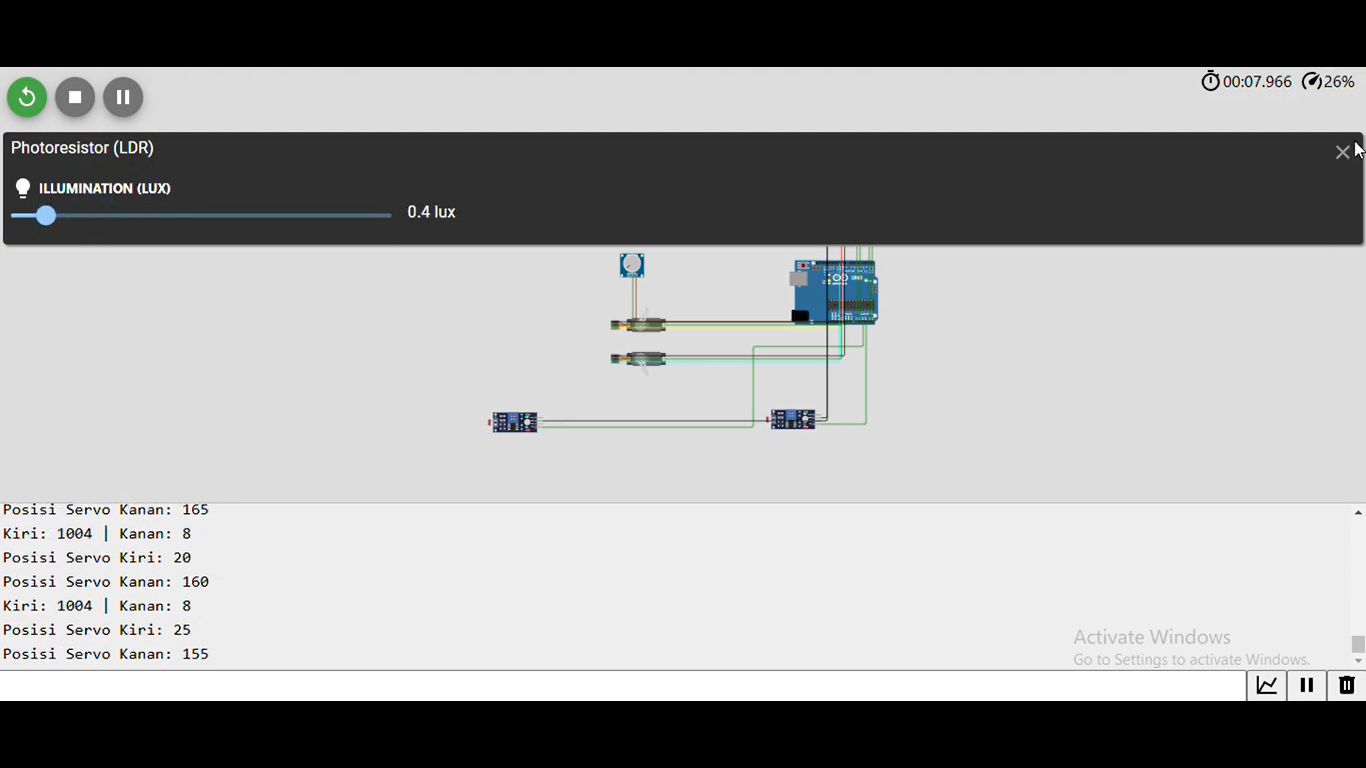 00:07.966 26%
Photoresistor (LDR)
ILLUMINATION (LUX)
0.4 lux
Posisi Servo Kanan: 165
Kiri: 1004 | Kanan: 8
Posisi Servo Kiri: 20
Posisi Servo Kanan: 160
Kiri: 1004 | Kanan: 8
Posisi Servo Kiri: 25
Posisi Servo Kanan: 155
Activate Windows
Go to Settings to activate Windows.